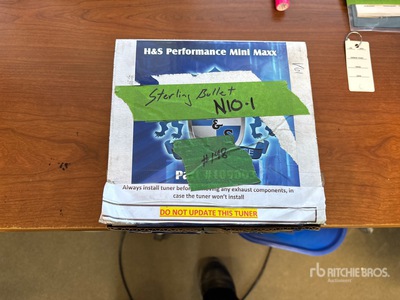 H&S Performance Mini Maxx
Sterling Bullet
N10.1
& S
#148
Always install tuner before removing any exhaust components, in
case the tuner won't install
DO NOT UPDATE THIS TUNER
rb RITCHIE BROS.